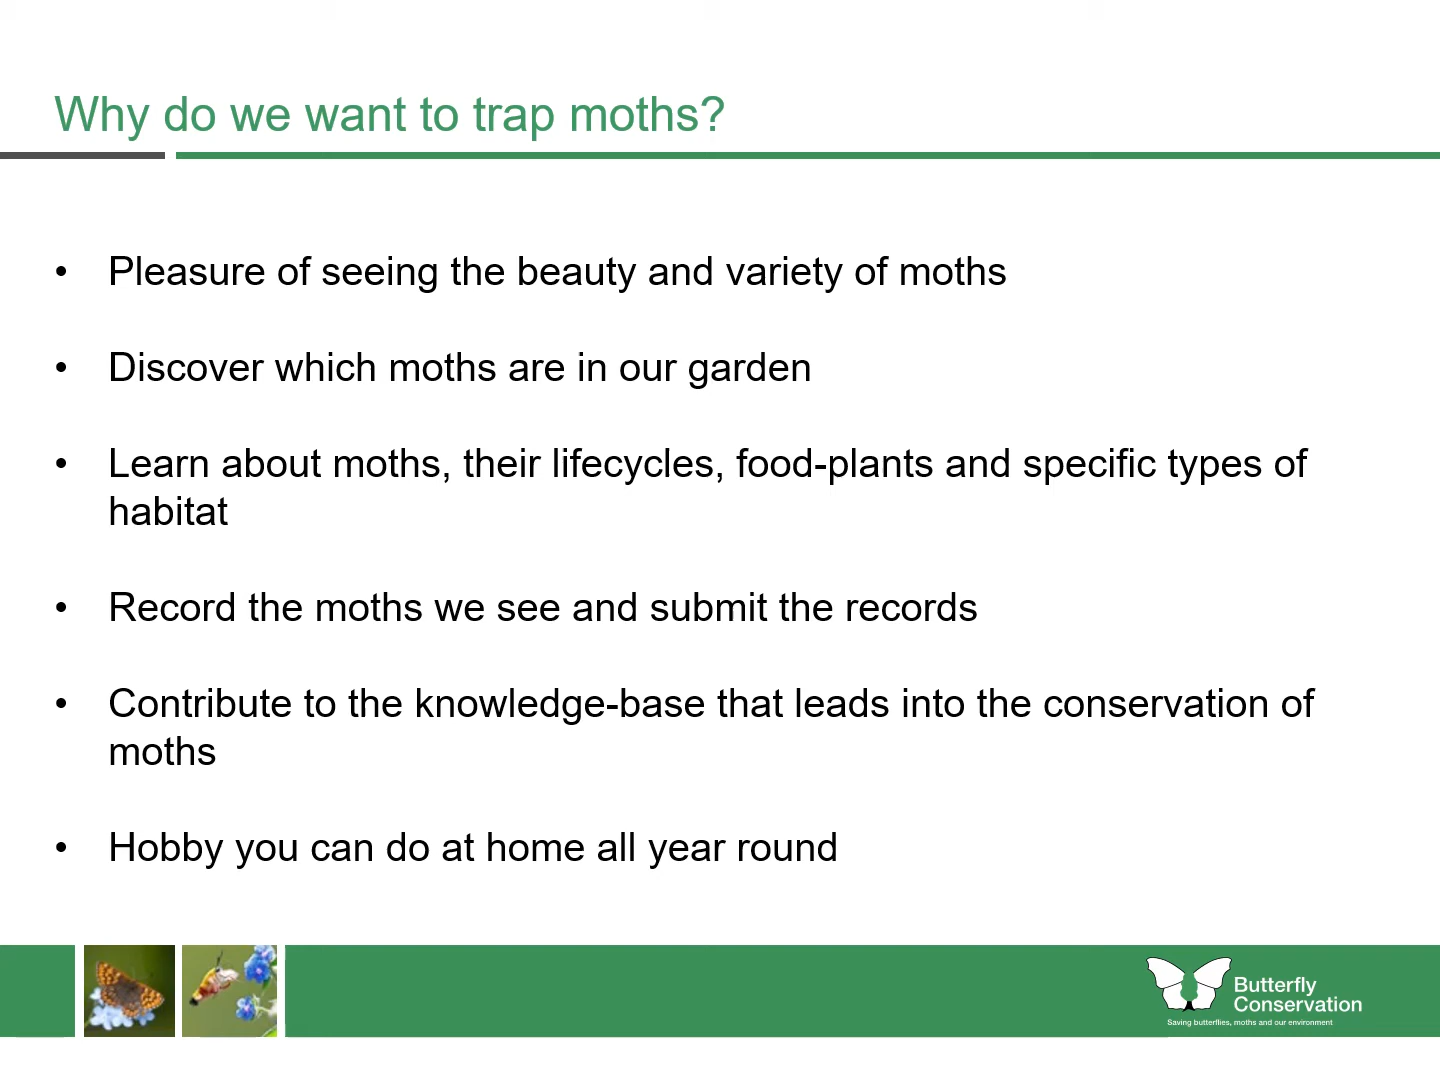 Why do we want to trap moths?
• Pleasure of seeing the beauty and variety of moths
• Discover which moths are in our garden
• Learn about moths, their lifecycles, food-plants and specific types of
habitat
• Record the moths we see and submit the records
• Contribute to the knowledge-base that leads into the conservation of
moths
• Hobby you can do at home all year round
Butterfly
Conservation
Saving butterflies, moths and our environment